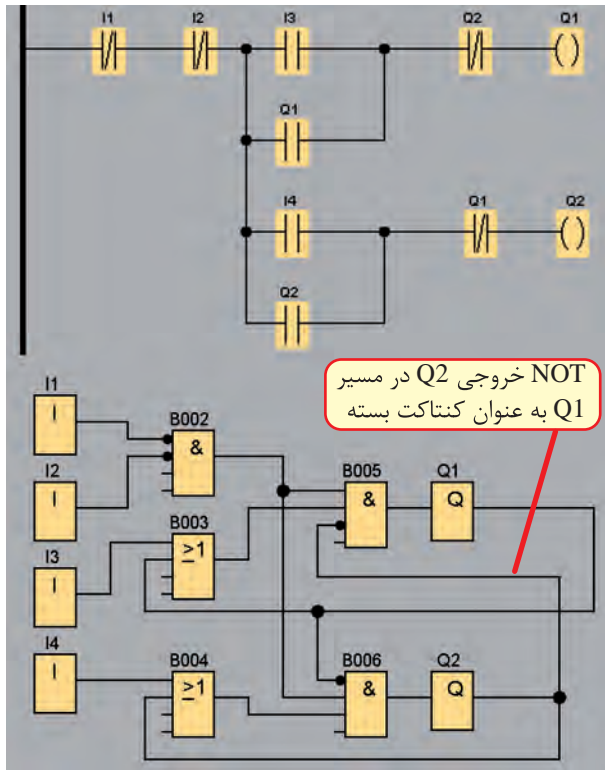 I1 I2 I3 Q2 Q1
Q1
I4 Q1 Q2
Q2
NOT خروجی Q2 در مسیر
Q1 به عنوان کنتاکت بسته
I1
I
B002
&
I2
I
B005
&
Q1
Q
B003
≥1
I3
I
I4
I
B004
≥1
B006
&
Q2
Q